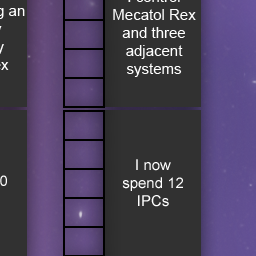 g an
y
x
I control
Mecatol Rex
and three
adjacent
systems
0
I now
spend 12
IPCs